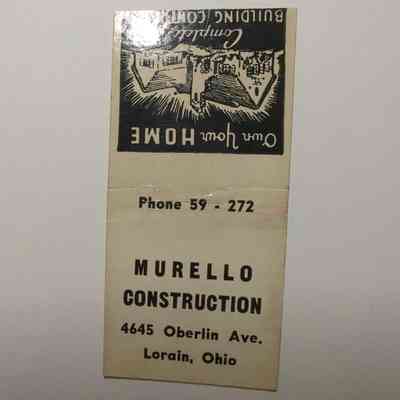 Own Your HOME
Complete
BUILDING
Phone 59 - 272
MURELLO
CONSTRUCTION
4645 Oberlin Ave.
Lorain, Ohio